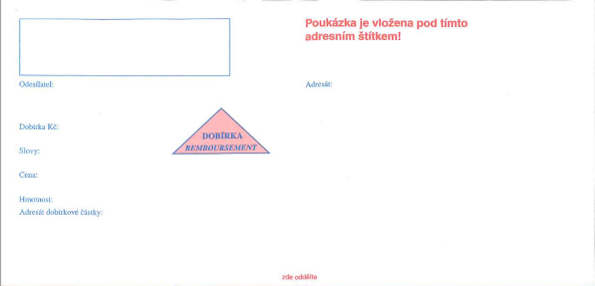 Poukázka je vložena pod tímto
adresním štítkem!
Odesílatel:
Adresát:
Dobírka Kč:
DOBÍRKA
REMBOURSEMENT
Slovy:
Cena:
Hmotnost:
Adresát dobírkové částky:
zde oddělte